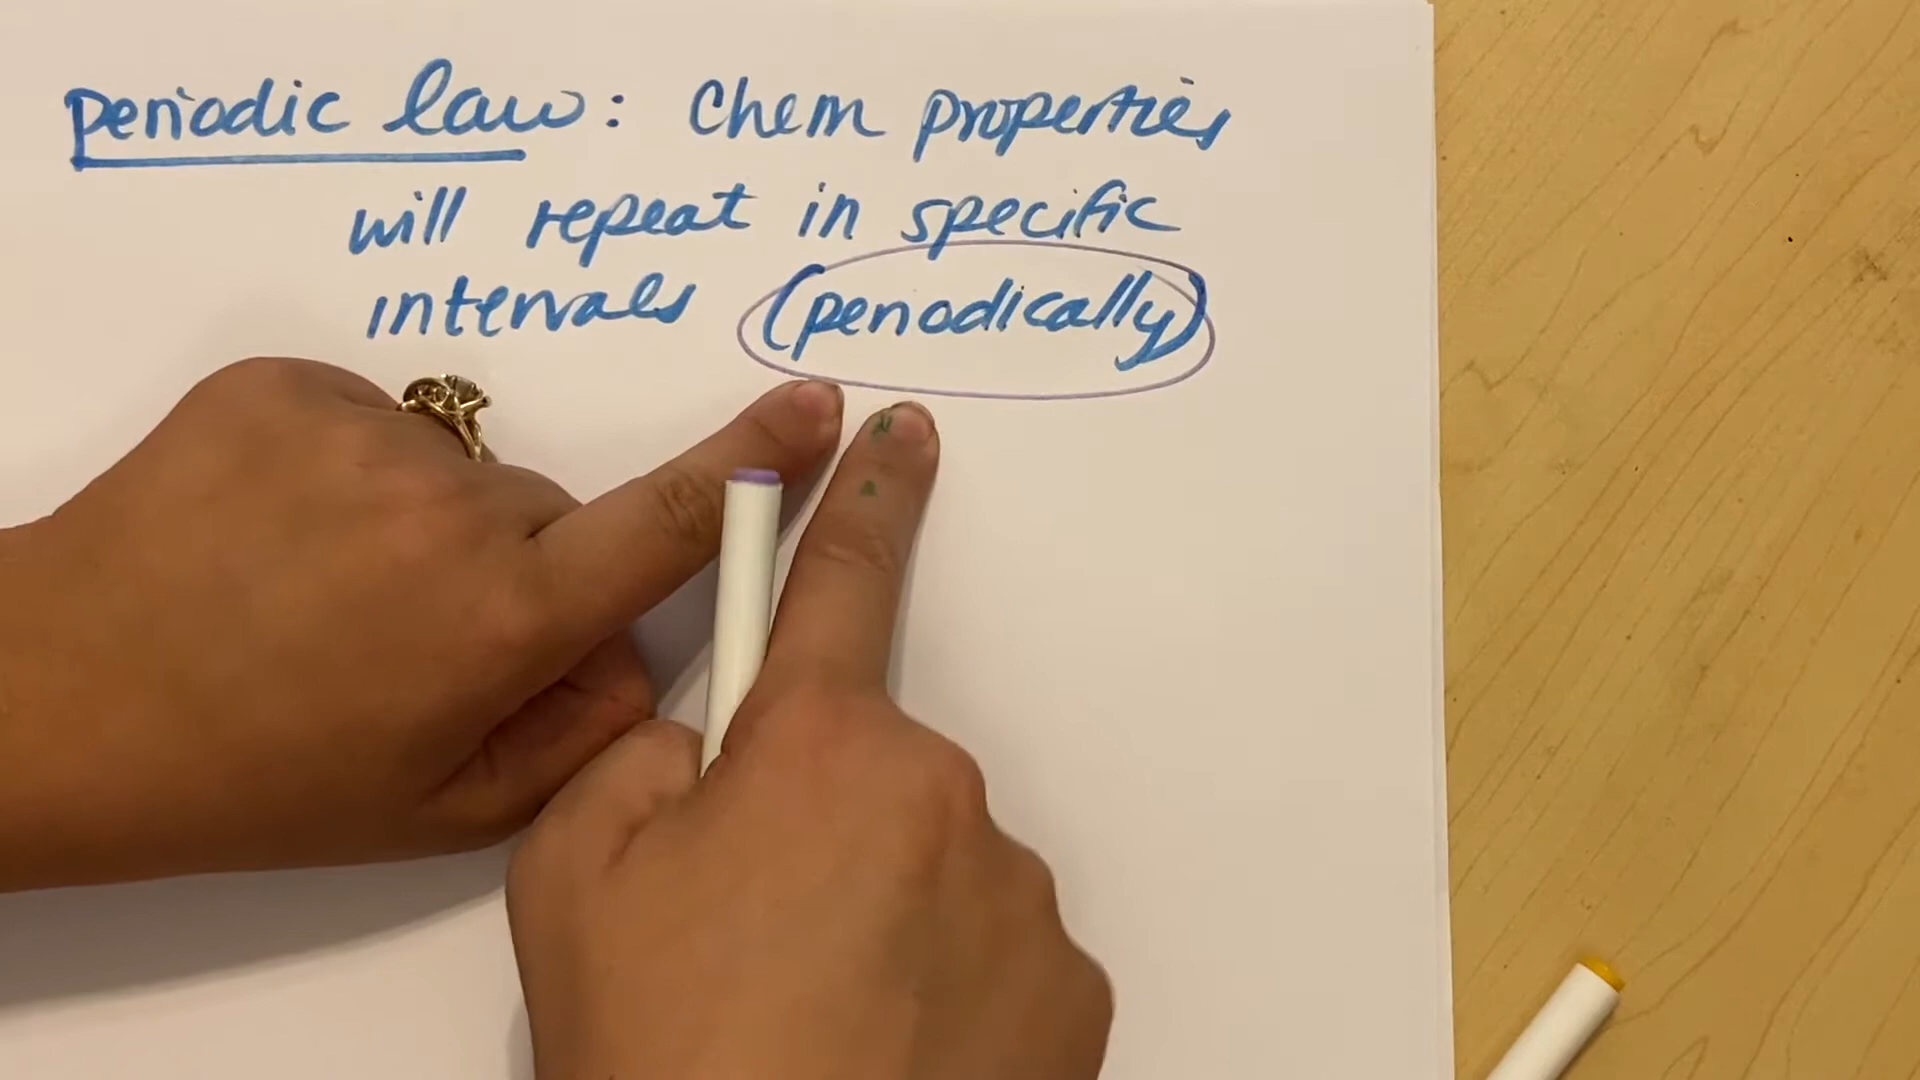 periodic law: Chem properties
will repeat in specific
intervals (periodically)